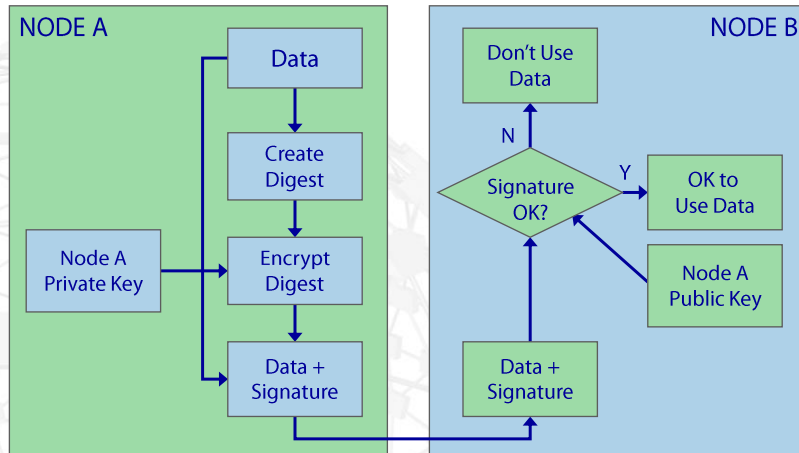 NODE A
Data
Create
Digest
Node A
Private Key
Encrypt
Digest
Data +
Signature
NODE B
Don't Use
Data
N
Signature
OK?
Y
OK to
Use Data
Node A
Public Key
Data +
Signature